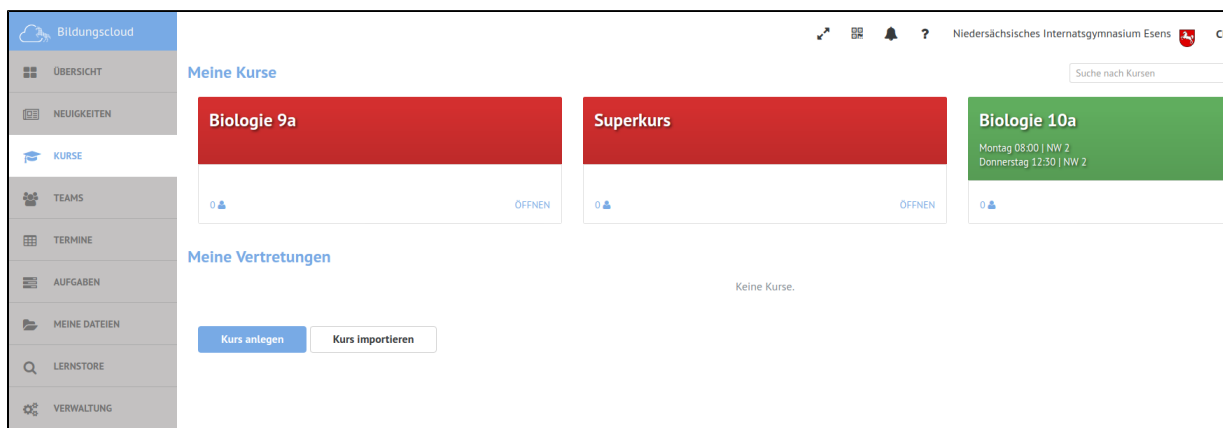 Bildungscloud
? Niedersächsisches Internatsgymnasium Esens
ÜBERSICHT
NEUIGKEITEN
KURSE
TEAMS
TERMINE
AUFGABEN
MEINE DATEIEN
LERNSTORE
VERWALTUNG
Meine Kurse
Suche nach Kursen
Biologie 9a
0
ÖFFNEN
Superkurs
0
ÖFFNEN
Biologie 10a
Montag 08:00 | NW 2
Donnerstag 12:30 | NW 2
0
Meine Vertretungen
Keine Kurse.
Kurs anlegen
Kurs importieren